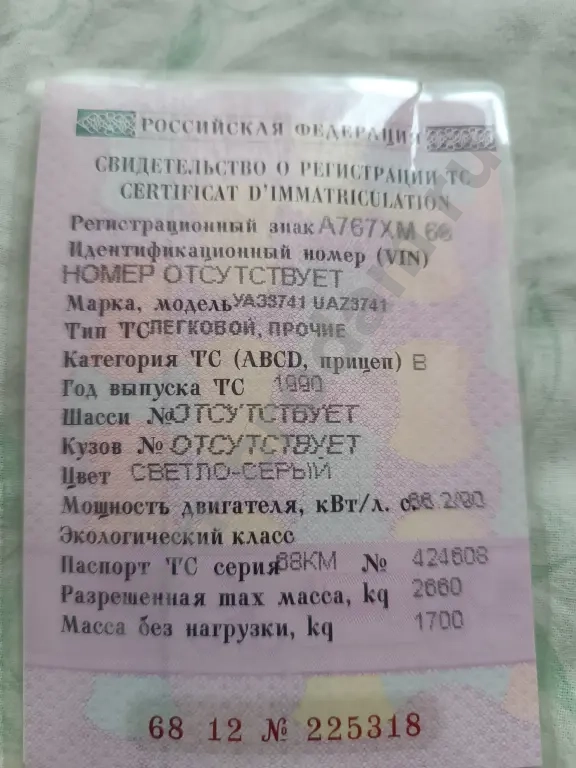 РОССИЙСКАЯ ФЕДЕРАЦИЯ
СВИДЕТЕЛЬСТВО О РЕГИСТРАЦИИ ТС
CERTIFICAT D'IMMATRICULATION
Регистрационный знак А767ХМ 68
Идентификационный номер (VIN)
НОМЕР ОТСУТСТВУЕТ
Марка, модель УАЗ3741 UAZ3741
Тип ТС ЛЕГКОВОЙ, ПРОЧИЕ
Категория ТС (ABCD, прицеп) B
Год выпуска ТС 1990
Шасси № ОТСУТСТВУЕТ
Кузов № ОТСУТСТВУЕТ
Цвет СВЕТЛО-СЕРЫЙ
Мощность двигателя, кВт/л. с. 66.2/90
Экологический класс
Паспорт ТС серия 68КМ № 424608
Разрешенная max масса, kg 2660
Масса без нагрузки, kg 1700
68 12 № 225318